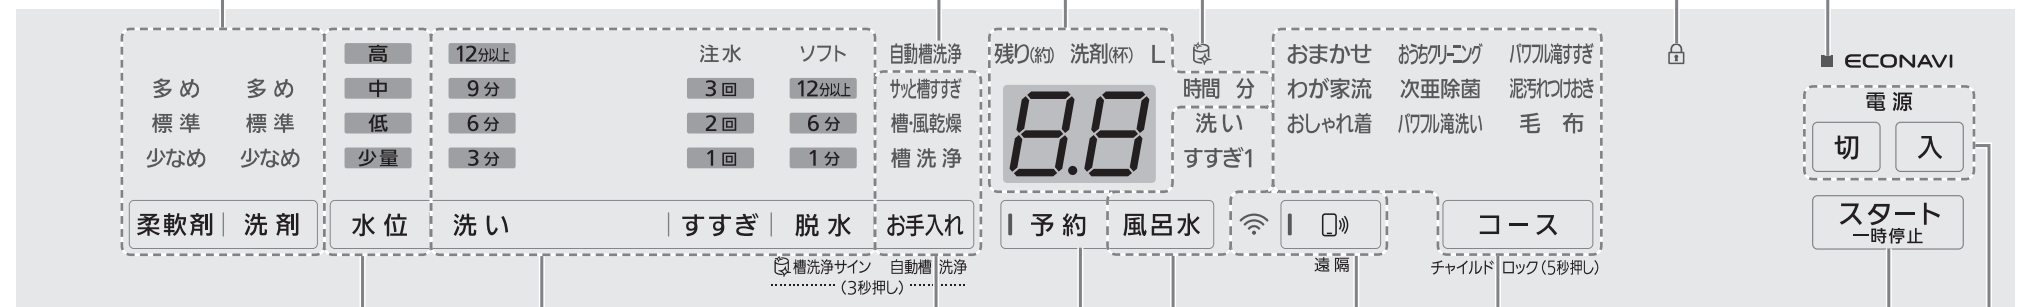 高 12分以上 注水 ソフト 自動槽洗浄 残り(約) 洗剤(杯) L おまかせ おうちクリーニング パワフル滝すすぎ
ECONAVI
多め 多め 中 9分 3回 12分以上 サッと槽すすぎ 8.8 時間 分 わが家流 次亜除菌 泥汚れつけおき
電源
標準 標準 低 6分 2回 6分 槽・風乾燥 洗い おしゃれ着 パワフル滝洗い 毛布
切 入
少なめ 少なめ 少量 3分 1回 1分 槽洗浄 すすぎ1
柔軟剤 洗剤 水位 洗い すすぎ 脱水 お手入れ 予約 風呂水 コース スタート
一時停止
槽洗浄サイン 自動槽洗浄 遠隔 チャイルドロック(5秒押し)
(3秒押し)